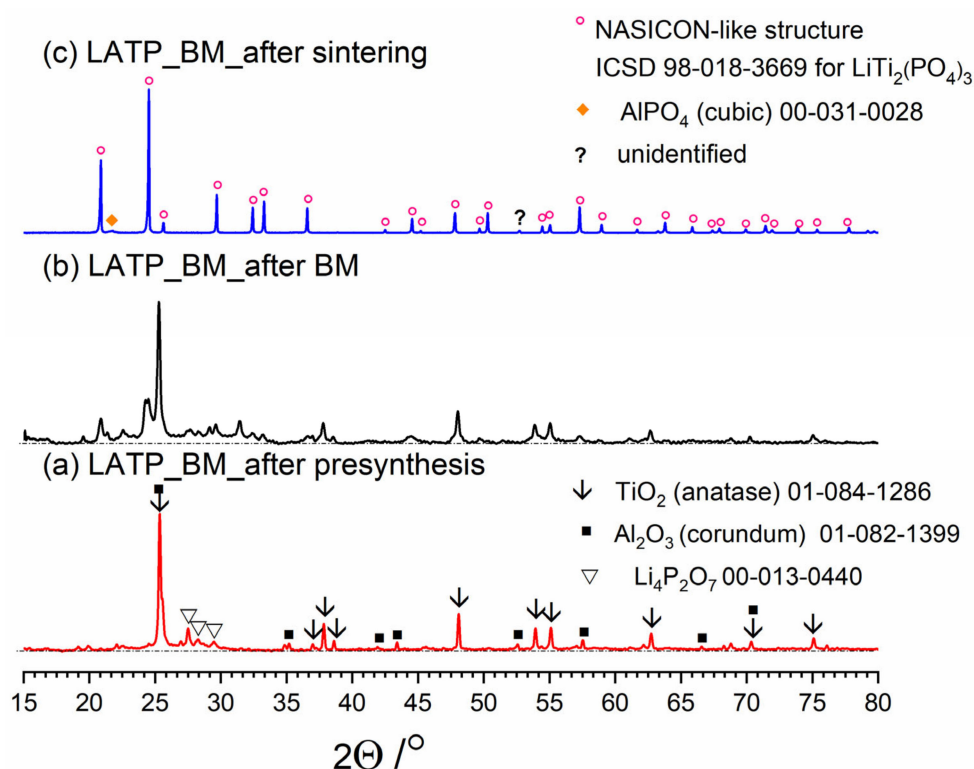 (c) LATP_BM_after sintering
NASICON-like structure
ICSD 98-018-3669 for LiTi₂(PO₄)₃
AlPO₄ (cubic) 00-031-0028
? unidentified
?
(b) LATP_BM_after BM
(a) LATP_BM_after presynthesis
TiO₂ (anatase) 01-084-1286
Al₂O₃ (corundum) 01-082-1399
Li₄P₂O₇ 00-013-0440
15 20 25 30 35 40 45 50 55 60 65 70 75 80
2Θ /°